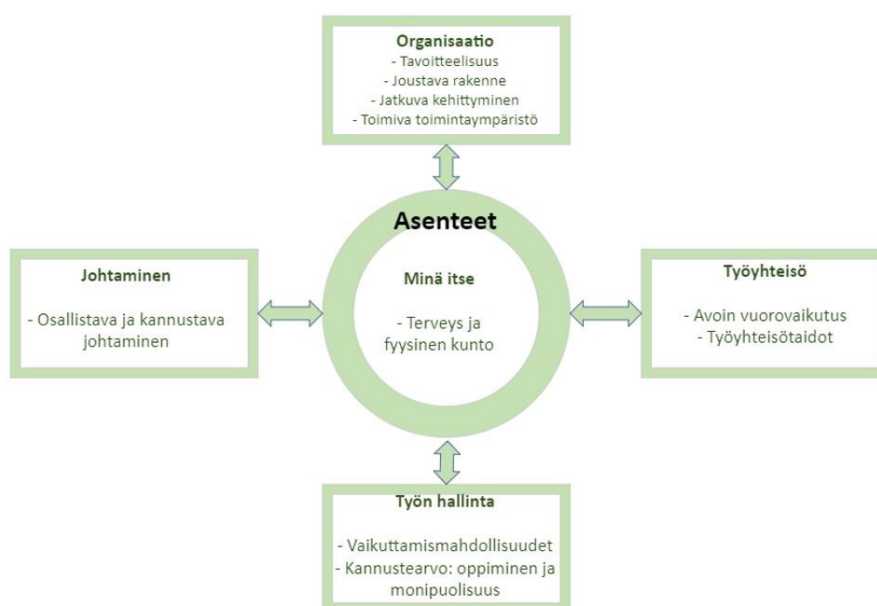 Organisaatio
- Tavoitteelisuus
- Joustava rakenne
- Jatkuva kehittyminen
- Toimiva toimintaympäristö
Asenteet
Minä itse
- Terveys ja
fyysinen kunto
Johtaminen
- Osallistava ja kannustava
johtaminen
Työyhteisö
- Avoin vuorovaikutus
- Työyhteisötaidot
Työn hallinta
- Vaikuttamismahdollisuudet
- Kannustearvo: oppiminen ja
monipuolisuus